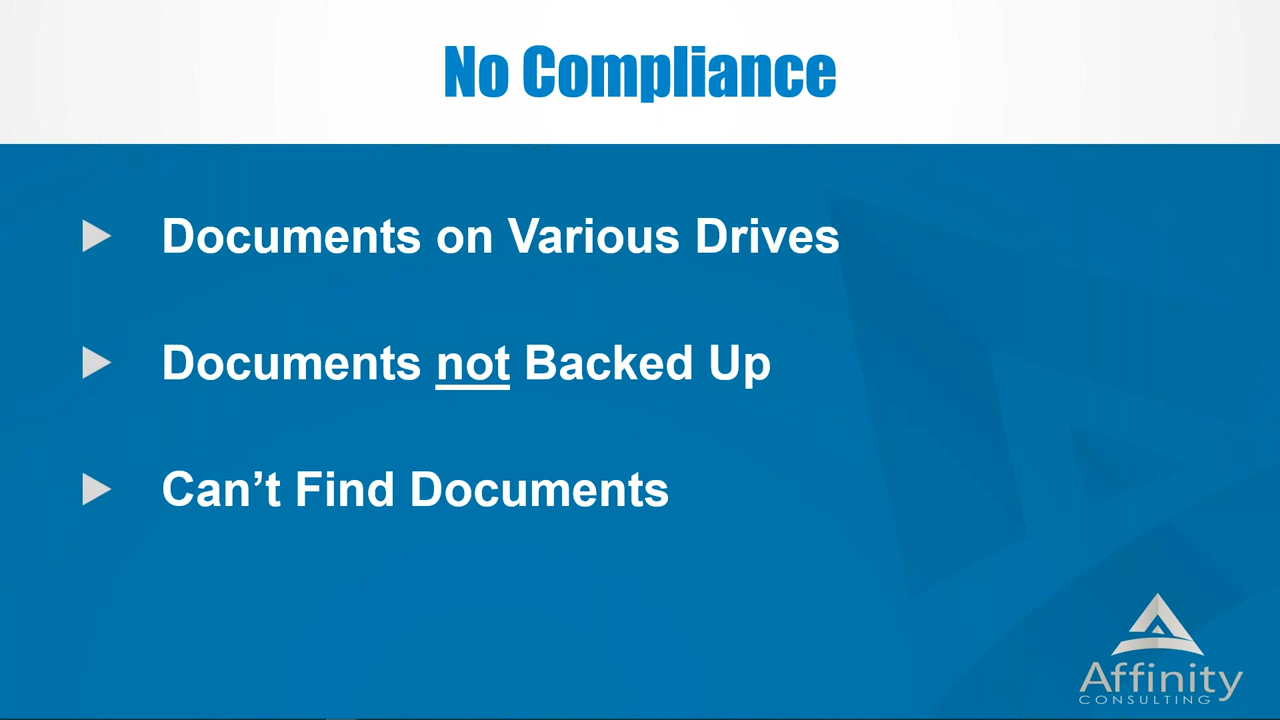 No Compliance
Documents on Various Drives
Documents not Backed Up
Can’t Find Documents
Affinity
CONSULTING